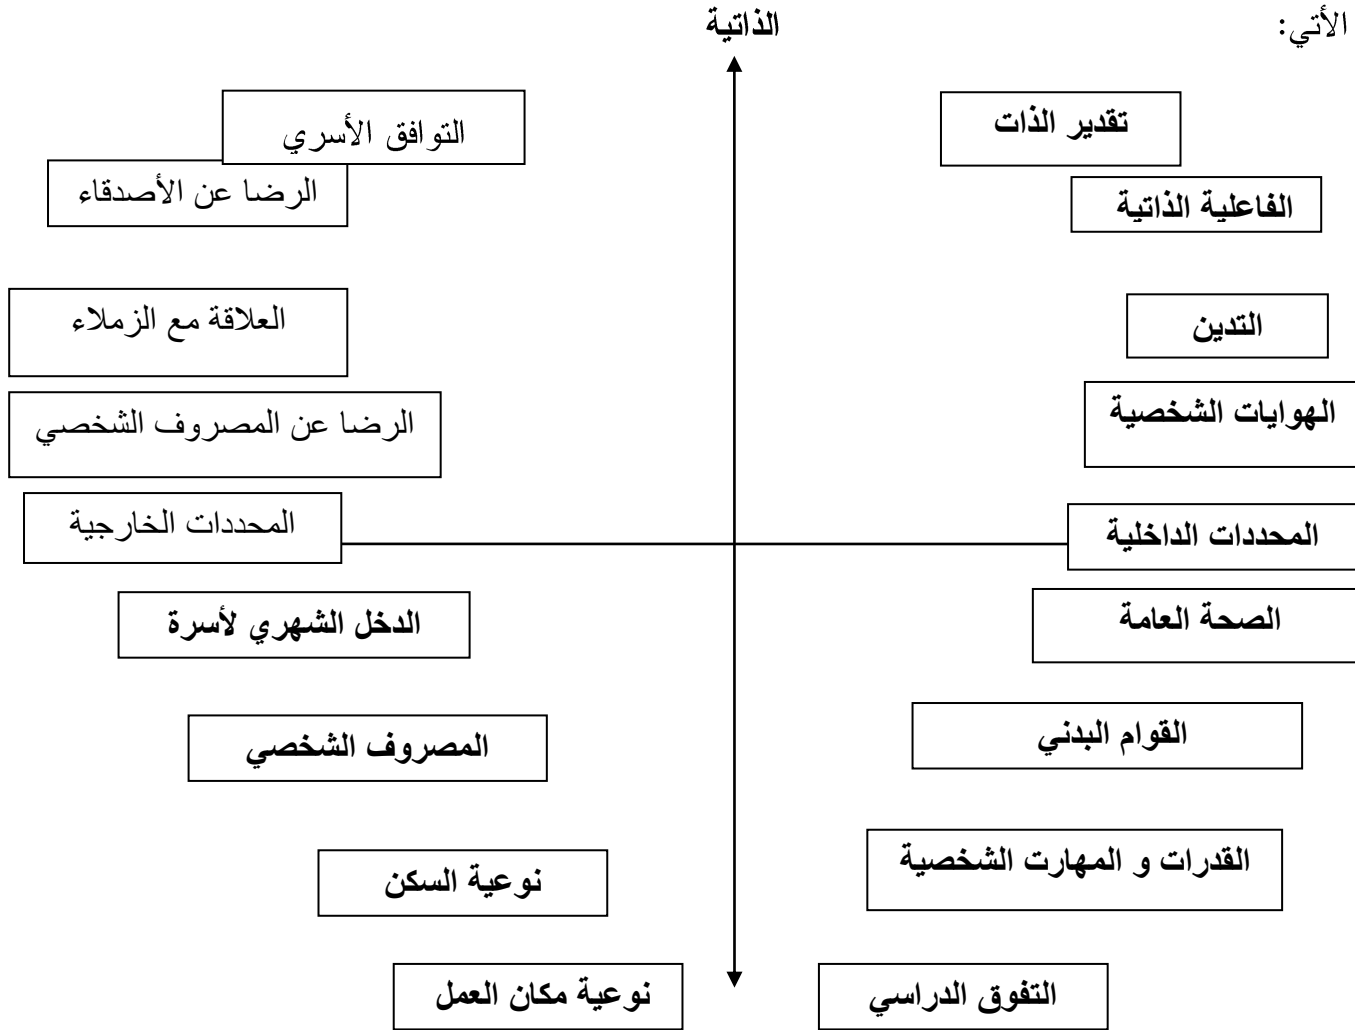 الأتي:
الذاتية
تقدير الذات
التوافق الأسري
الفاعلية الذاتية
الرضا عن الأصدقاء
التدين
العلاقة مع الزملاء
الهوايات الشخصية
الرضا عن المصروف الشخصي
المحددات الداخلية
المحددات الخارجية
الصحة العامة
الدخل الشهري لأسرة
القوام البدني
المصروف الشخصي
القدرات و المهارت الشخصية
نوعية السكن
التفوق الدراسي
نوعية مكان العمل